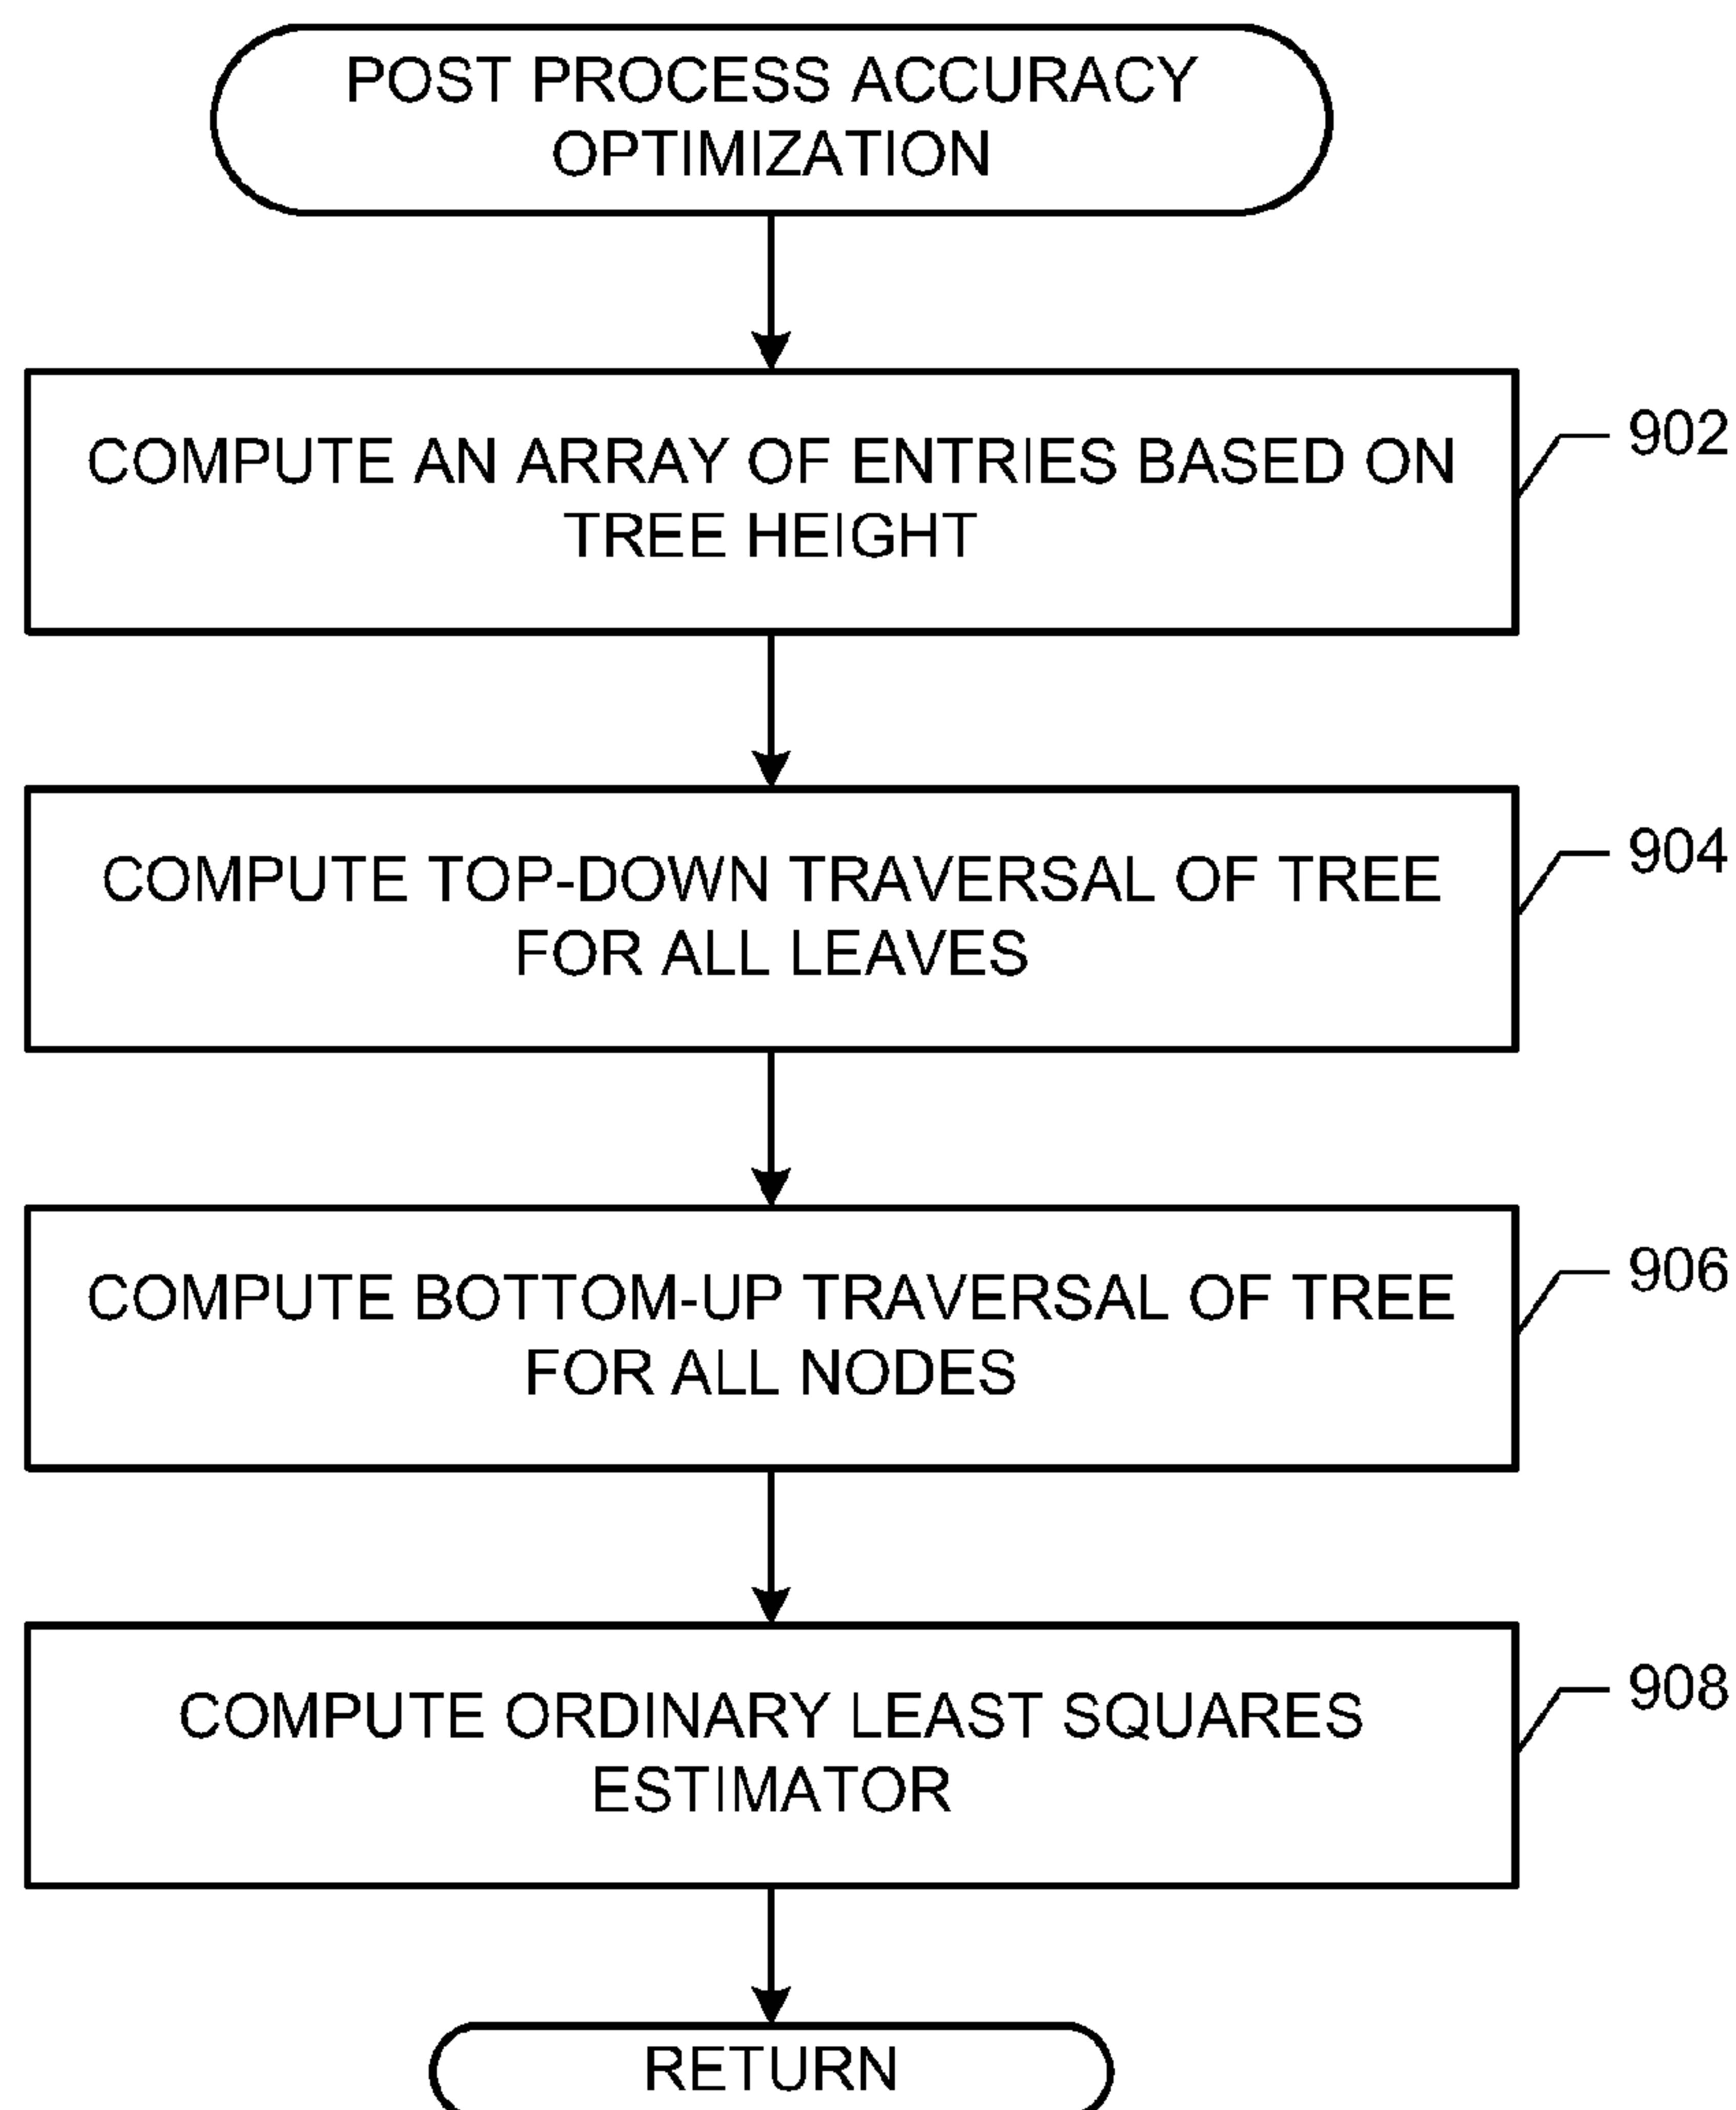 POST PROCESS ACCURACY
OPTIMIZATION
COMPUTE AN ARRAY OF ENTRIES BASED ON
TREE HEIGHT
902
COMPUTE TOP-DOWN TRAVERSAL OF TREE
FOR ALL LEAVES
904
COMPUTE BOTTOM-UP TRAVERSAL OF TREE
FOR ALL NODES
906
COMPUTE ORDINARY LEAST SQUARES
ESTIMATOR
908
RETURN